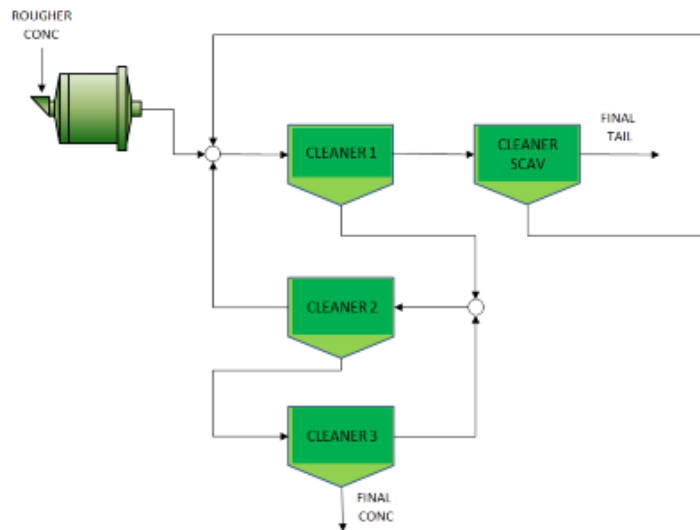 ROUGHER
CONC
CLEANER 1
CLEANER
SCAV
FINAL
TAIL
CLEANER 2
CLEANER 3
FINAL
CONC